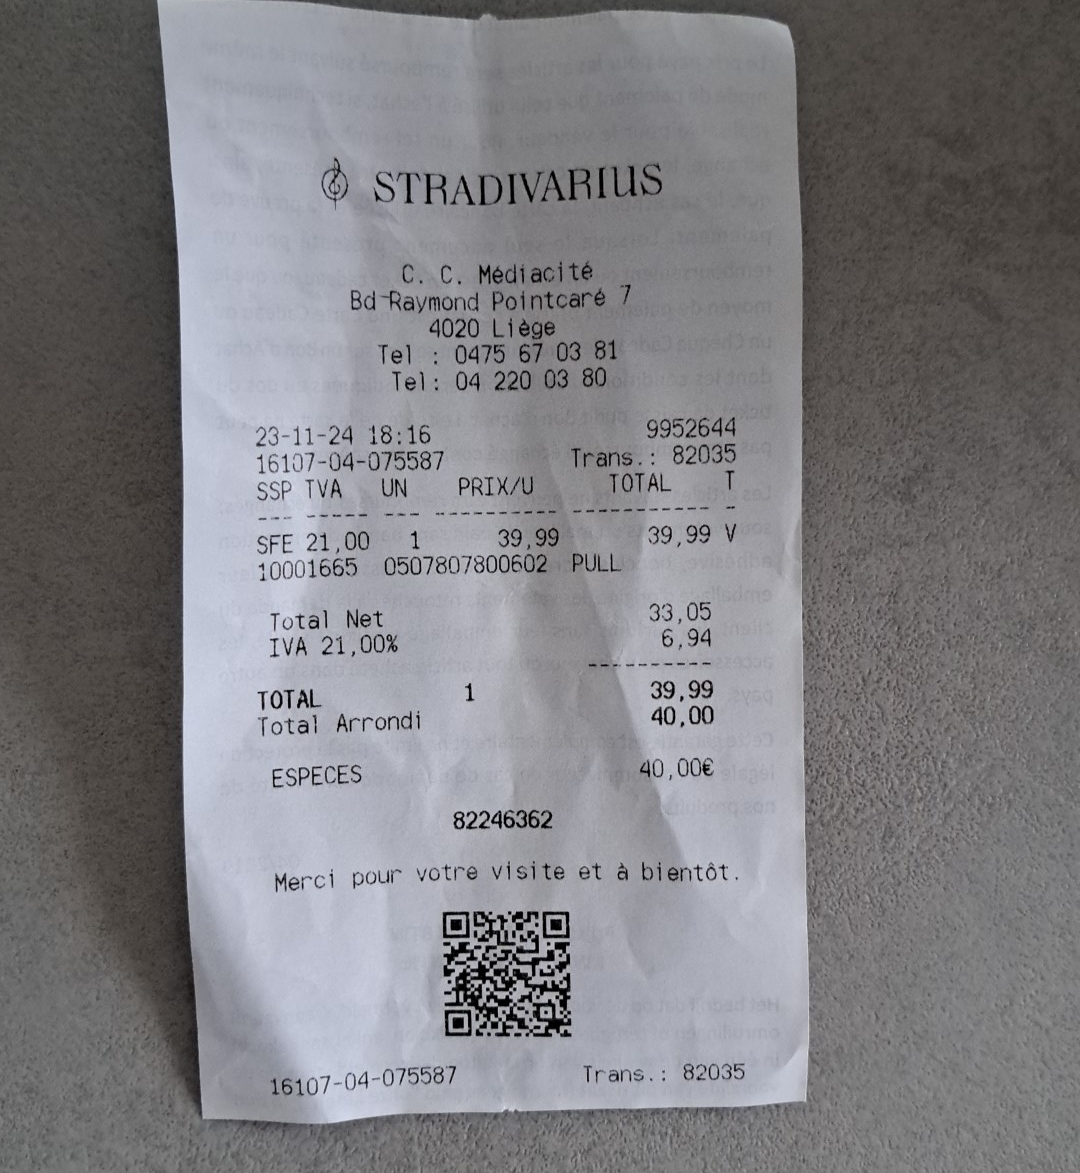 STRADIVARIUS
C. C. Médiacité
Bd Raymond Pointcaré 7
4020 Liège
Tel : 0475 67 03 81
Tel: 04 220 03 80
23-11-24 18:16 9952644
16107-04-075587 Trans.: 82035
SSP TVA UN PRIX/U TOTAL T
SFE 21,00 1 39,99 39,99 V
10001665 0507807800602 PULL
Total Net 33,05
IVA 21,00% 6,94
TOTAL 1 39,99
Total Arrondi 40,00
ESPECES 40,00€
82246362
Merci pour votre visite et à bientôt.
16107-04-075587 Trans.: 82035